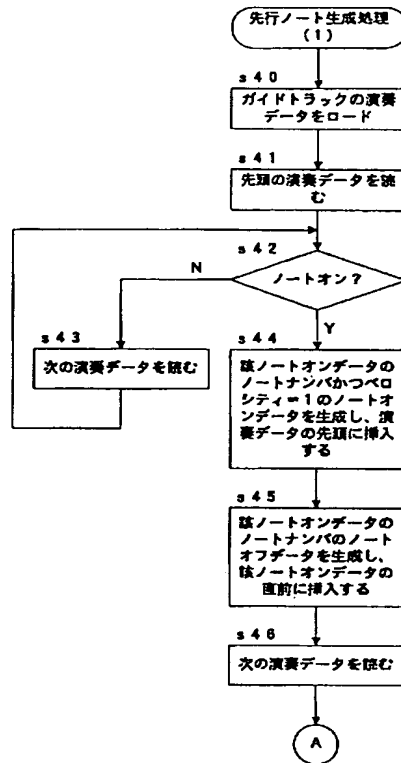 先行ノート生成処理
(1)
s40
ガイドトラックの演奏
データをロード
s41
先頭の演奏データを読
む
s42
ノートオン？
N
Y
s43
次の演奏データを読む
s44
該ノートオンデータの
ノートナンバかつベロ
シティ=1のノートオ
ンデータを生成し、演
奏データの先頭に挿入
する
s45
該ノートオンデータの
ノートナンバのノート
オフデータを生成し、
該ノートオンデータの
直前に挿入する
s46
次の演奏データを読む
A